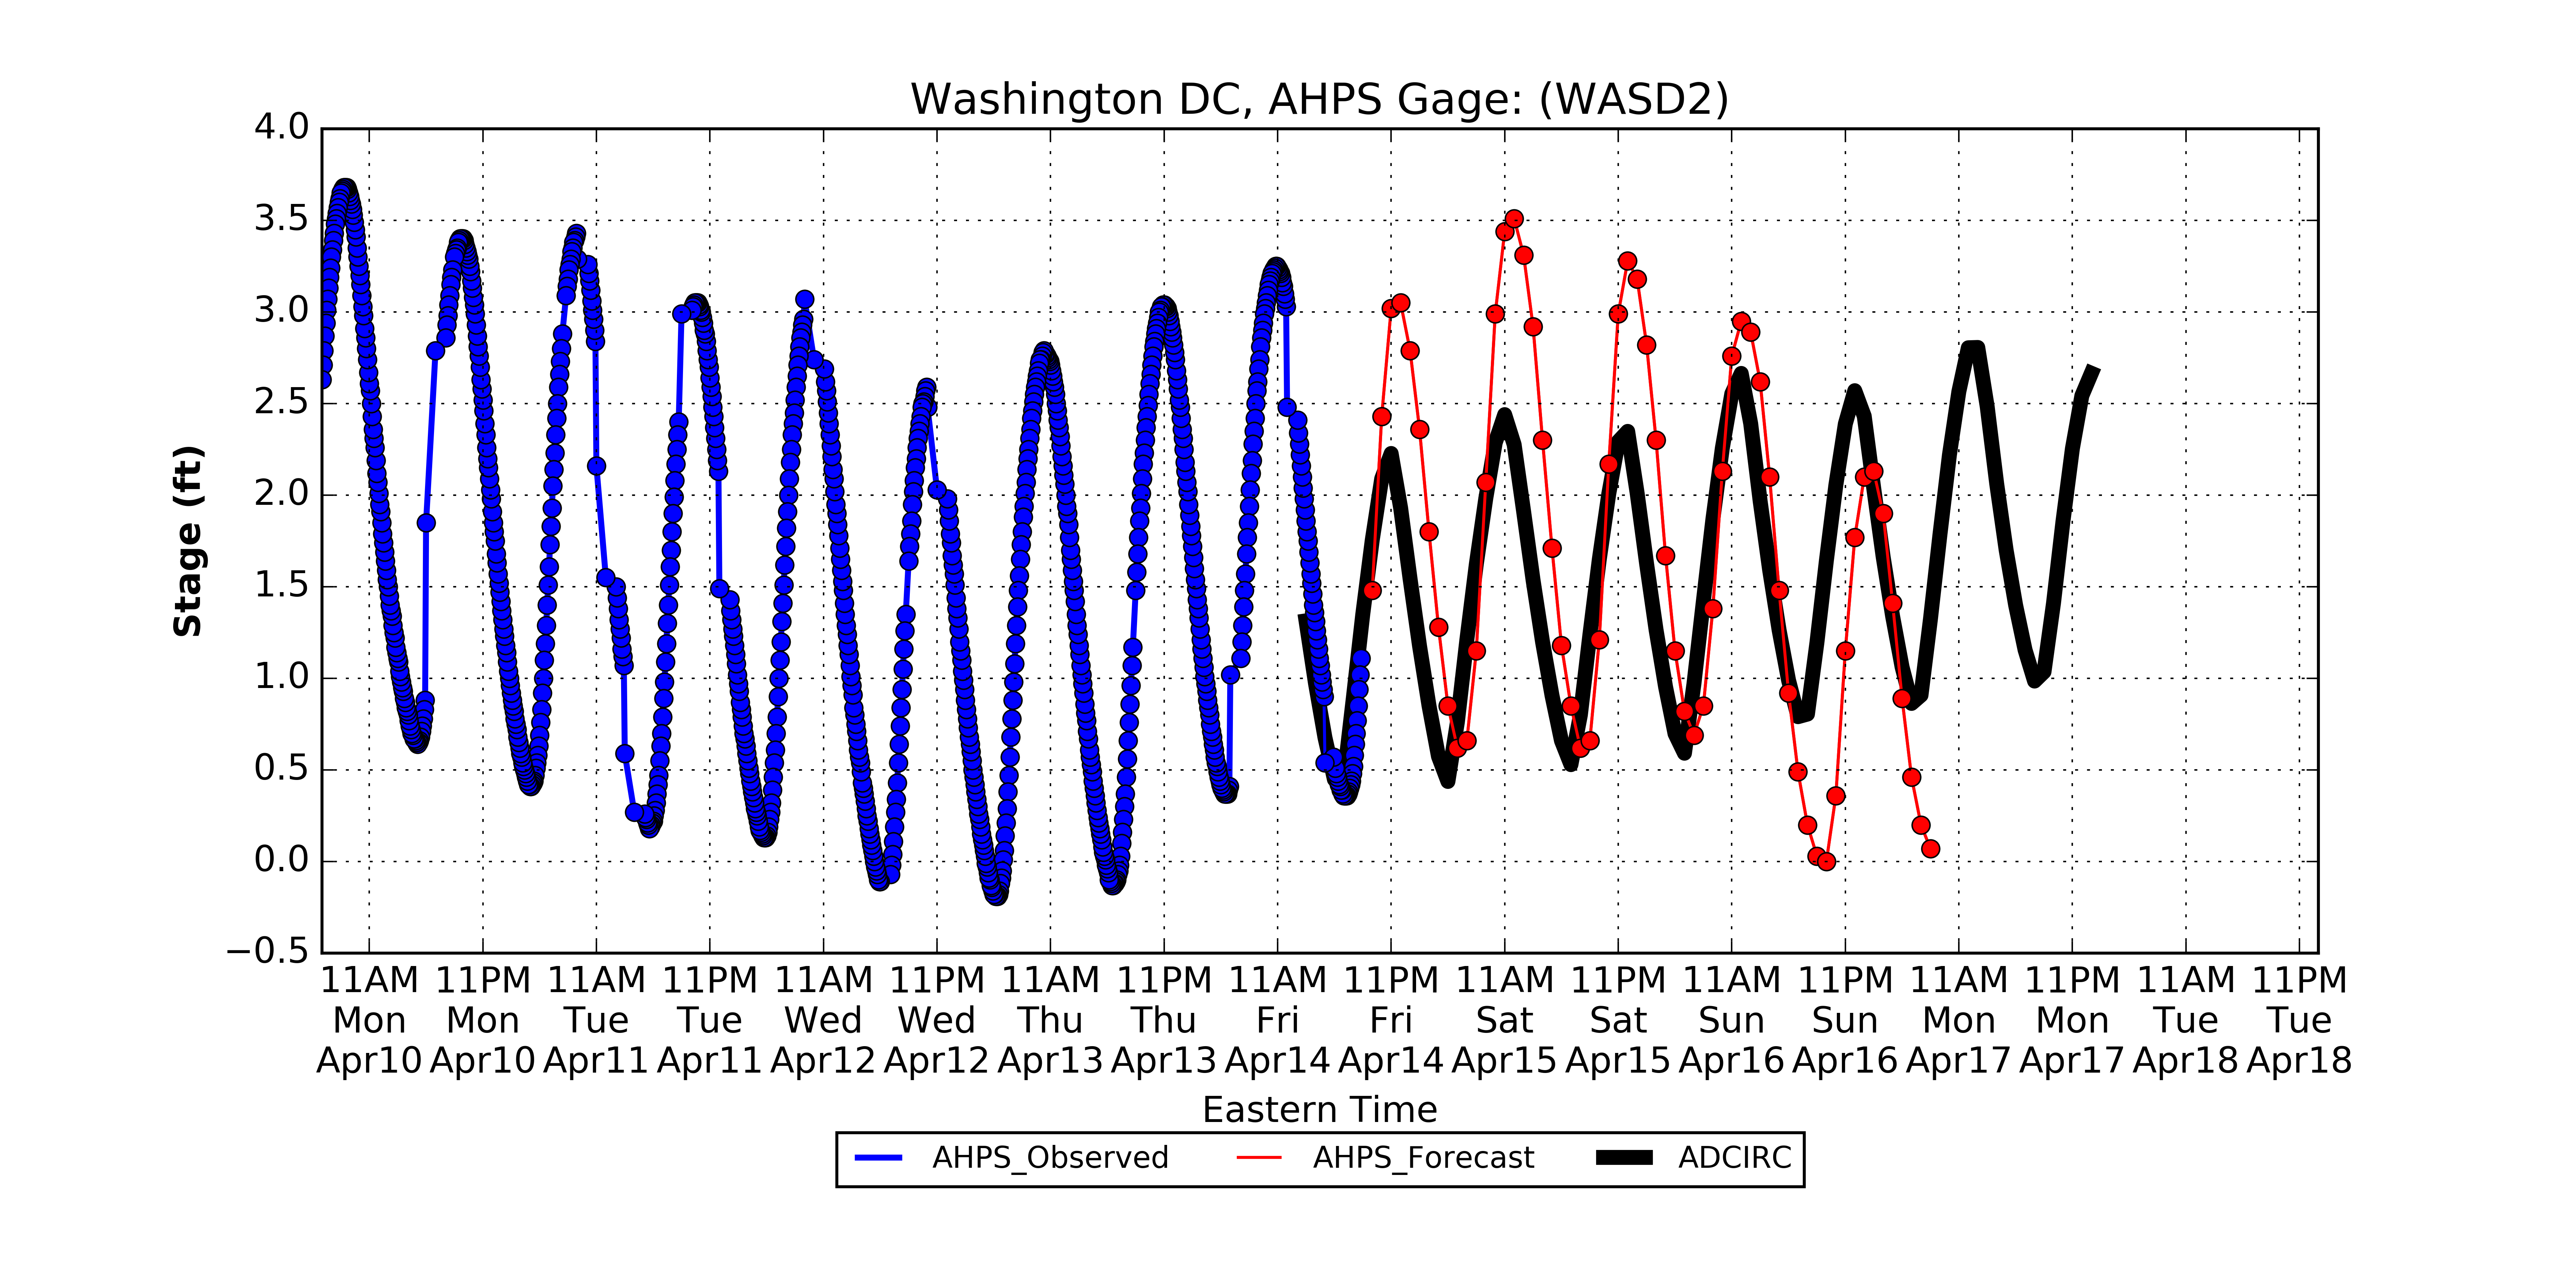 Washington DC, AHPS Gage: (WASD2)
4.0
3.5
3.0
2.5
2.0
1.5
1.0
0.5
0.0
−0.5
Stage (ft)
11AM 11PM 11AM 11PM 11AM 11PM 11AM 11PM 11AM 11PM 11AM 11PM 11AM 11PM 11AM 11PM 11AM 11PM
Mon Mon Tue Tue Wed Wed Thu Thu Fri Fri Sat Sat Sun Sun Mon Mon Tue Tue
Apr10 Apr10 Apr11 Apr11 Apr12 Apr12 Apr13 Apr13 Apr14 Apr14 Apr15 Apr15 Apr16 Apr16 Apr17 Apr17 Apr18 Apr18
Eastern Time
AHPS_Observed AHPS_Forecast ADCIRC